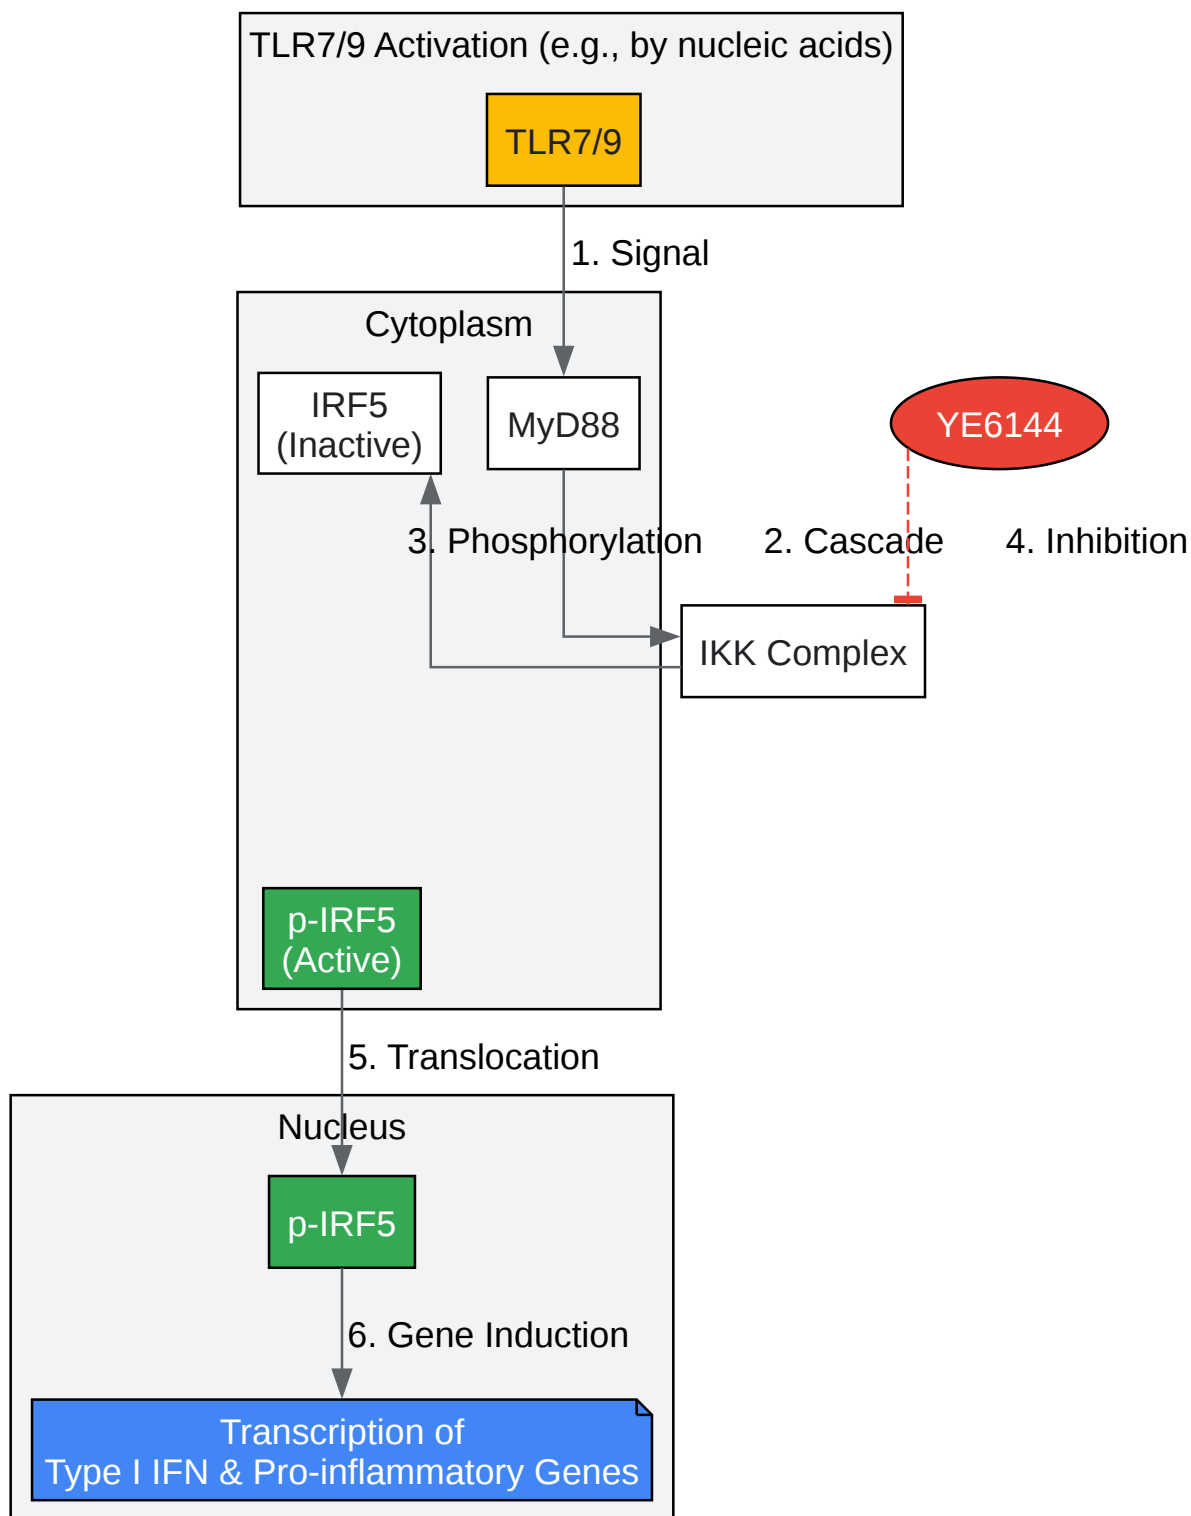 TLR7/9 Activation (e.g., by nucleic acids)
TLR7/9
1. Signal
Cytoplasm
IRF5
(Inactive)
MyD88
YE6144
3. Phosphorylation
2. Cascade
4. Inhibition
IKK Complex
p-IRF5
(Active)
5. Translocation
Nucleus
p-IRF5
6. Gene Induction
Transcription of
Type I IFN & Pro-inflammatory Genes